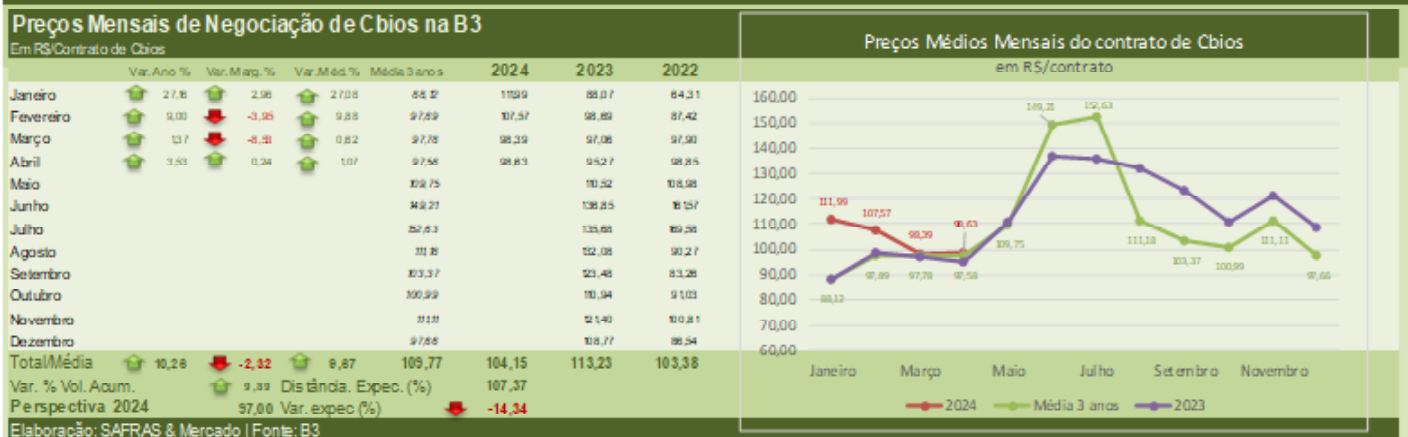 Preços Mensais de Negociação de Cbios na B3
Em R$/Contrato de Cbios
Var. Ano % Var. Marg. % Var. Méd. % Média 3 anos 2024 2023 2022
Janeiro 27,16 2,96 27,08 88,12 111,99 88,07 64,31
Fevereiro 9,00 -3,95 9,88 97,89 107,57 98,69 87,42
Março 1,37 -8,53 0,62 97,78 98,39 97,06 97,90
Abril 3,53 0,24 1,07 97,58 98,63 95,27 98,85
Maio 109,75 110,52 108,98
Junho 149,21 136,85 161,57
Julho 152,63 135,68 169,58
Agosto 111,18 132,08 90,27
Setembro 103,37 123,48 83,26
Outubro 100,99 110,94 91,03
Novembro 111,11 121,40 100,81
Dezembro 97,66 108,77 86,54
Total/Média 10,26 -2,32 9,67 109,77 104,15 113,23 103,38
Var. % Vol. Acum. 9,89 Distância. Expec. (%) 107,37
Perspectiva 2024 97,00 Var. expec (%) -14,34
Elaboração: SAFRAS & Mercado | Fonte: B3
Preços Médios Mensais do contrato de Cbios
em R$/contrato
160,00
150,00
140,00
130,00
120,00
110,00
100,00
90,00
80,00
70,00
60,00
149,21 152,63
111,99
107,57
98,39 98,63
109,75
111,18
103,37
100,99
111,11
97,89 97,78 97,58 97,66
88,12
Janeiro Março Maio Julho Setembro Novembro
2024 Média 3 anos 2023